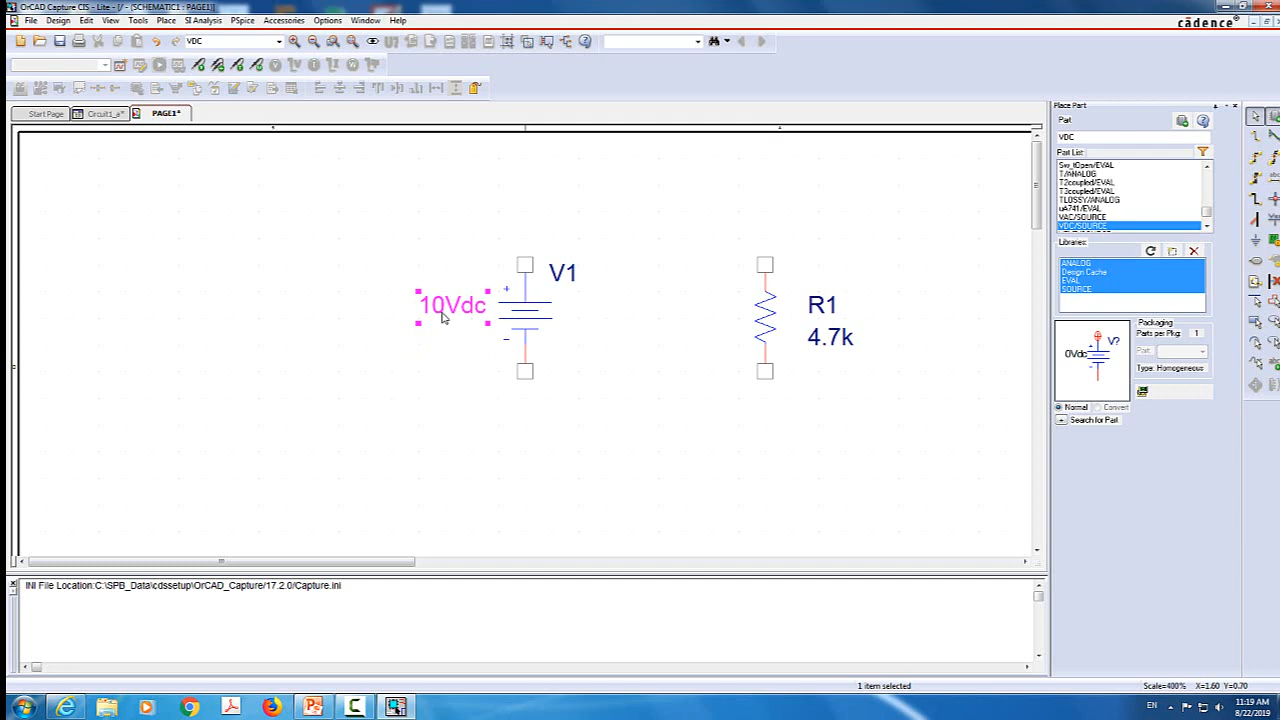 OrCAD Capture CIS - Lite - [/ - (SCHEMATIC1 : PAGE1)]
File Design Edit View Tools Place SI Analysis PSpice Accessories Options Window Help
cādence®
VDC
Start Page Circuit1_a* PAGE1*
Place Part
Part
VDC
Part List:
Sw_tOpen/EVAL
T/ANALOG
T2coupled/EVAL
T3coupled/EVAL
TLOSSY/ANALOG
uA741/EVAL
VAC/SOURCE
VDC/SOURCE
Libraries:
ANALOG
Design Cache
EVAL
SOURCE
Packaging
Parts per Pkg: 1
Part:
Type: Homogeneous
V?
0Vdc
Normal Convert
Search for Part
V1
10Vdc
+
-
R1
4.7k
INI File Location:C:\SPB_Data\cdssetup\OrCAD_Capture/17.2.0/Capture.ini
1 item selected Scale=400% X=1.60 Y=0.70
EN 11:19 AM
8/22/2019